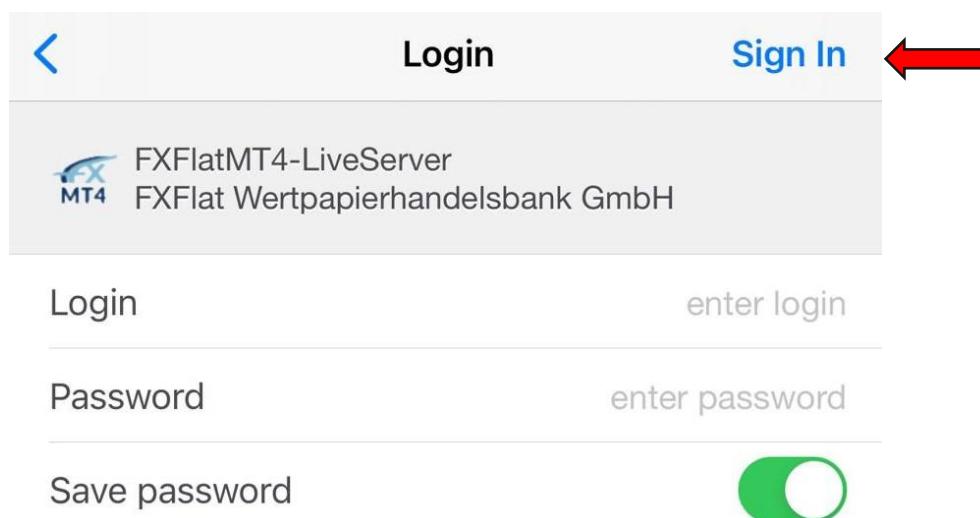 Login
Sign In
FX
MT4
FXFlatMT4-LiveServer
FXFlat Wertpapierhandelsbank GmbH
Login
enter login
Password
enter password
Save password